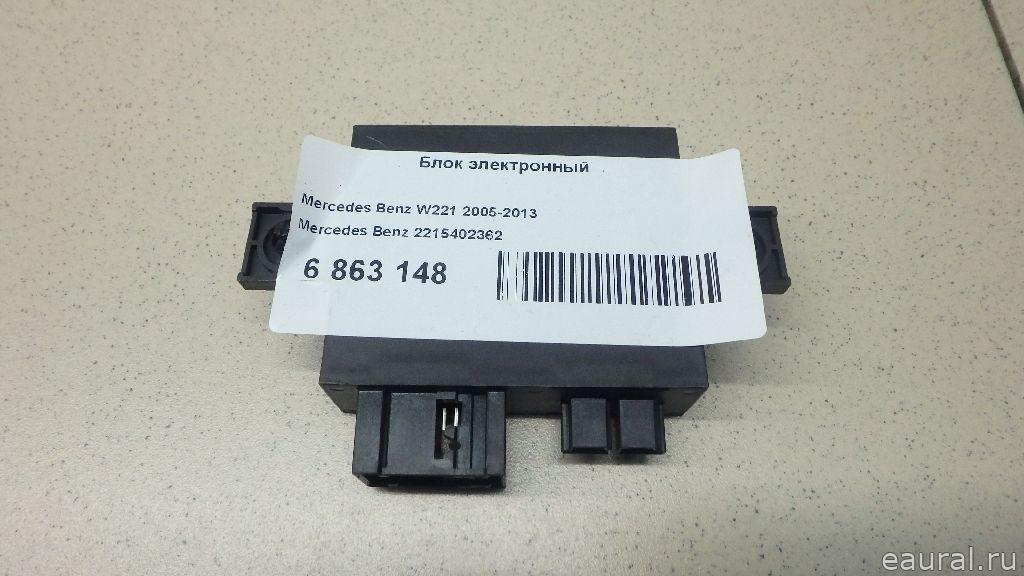 Блок электронный
Mercedes Benz W221 2005-2013
Mercedes Benz 2215402362
6 863 148
eaural.ru